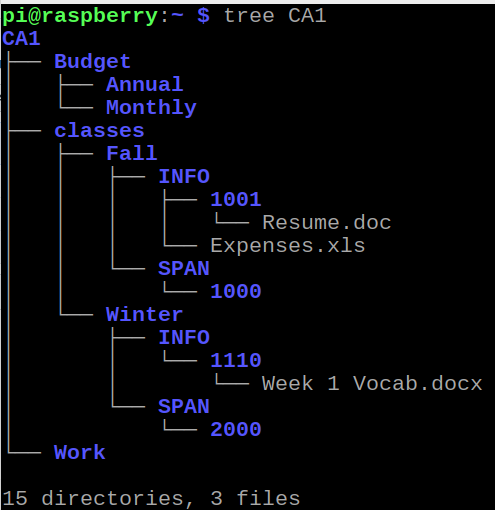 pi@raspberry:~ $ tree CA1
CA1
├── Budget
│   ├── Annual
│   └── Monthly
├── classes
│   ├── Fall
│   │   ├── INFO
│   │   │   ├── 1001
│   │   │   │   └── Resume.doc
│   │   │   └── Expenses.xls
│   │   └── SPAN
│   │       └── 1000
│   └── Winter
│       ├── INFO
│       │   └── 1110
│       │       └── Week 1 Vocab.docx
│       └── SPAN
│           └── 2000
└── Work
15 directories, 3 files